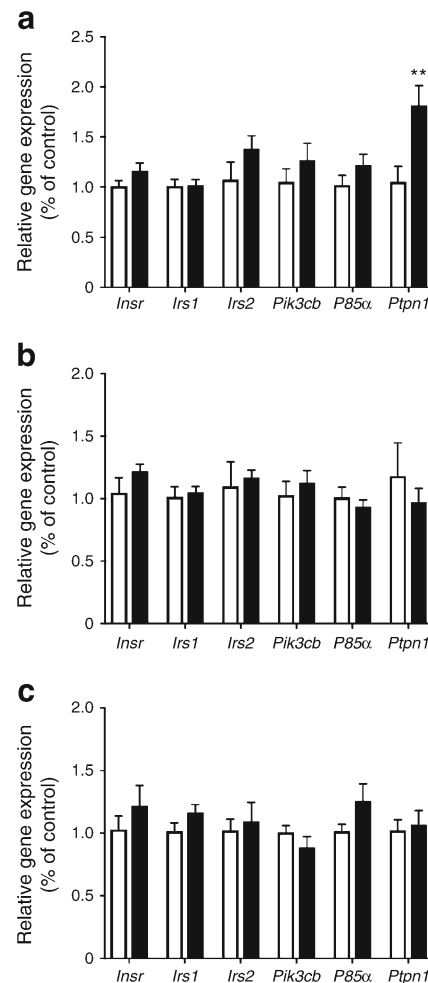 a
Relative gene expression
(% of control)
2.5
2.0
1.5
1.0
0.5
0
**
Insr Irs1 Irs2 Pik3cb P85α Ptpn1
b
Relative gene expression
(% of control)
2.0
1.5
1.0
0.5
0
Insr Irs1 Irs2 Pik3cb P85α Ptpn1
c
Relative gene expression
(% of control)
2.0
1.5
1.0
0.5
0
Insr Irs1 Irs2 Pik3cb P85α Ptpn1